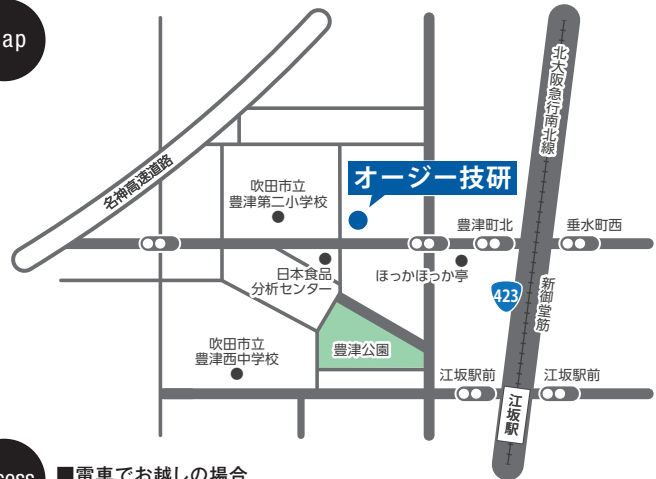 ap
北大阪急行南北線
名神高速道路
吹田市立
豊津第二小学校
オージー技研
豊津町北
垂水町西
日本食品
分析センター
ほっかほっか亭
423
新御堂筋
吹田市立
豊津西中学校
豊津公園
江坂駅前
江坂駅前
江坂駅
cess
■電車でお越しの場合